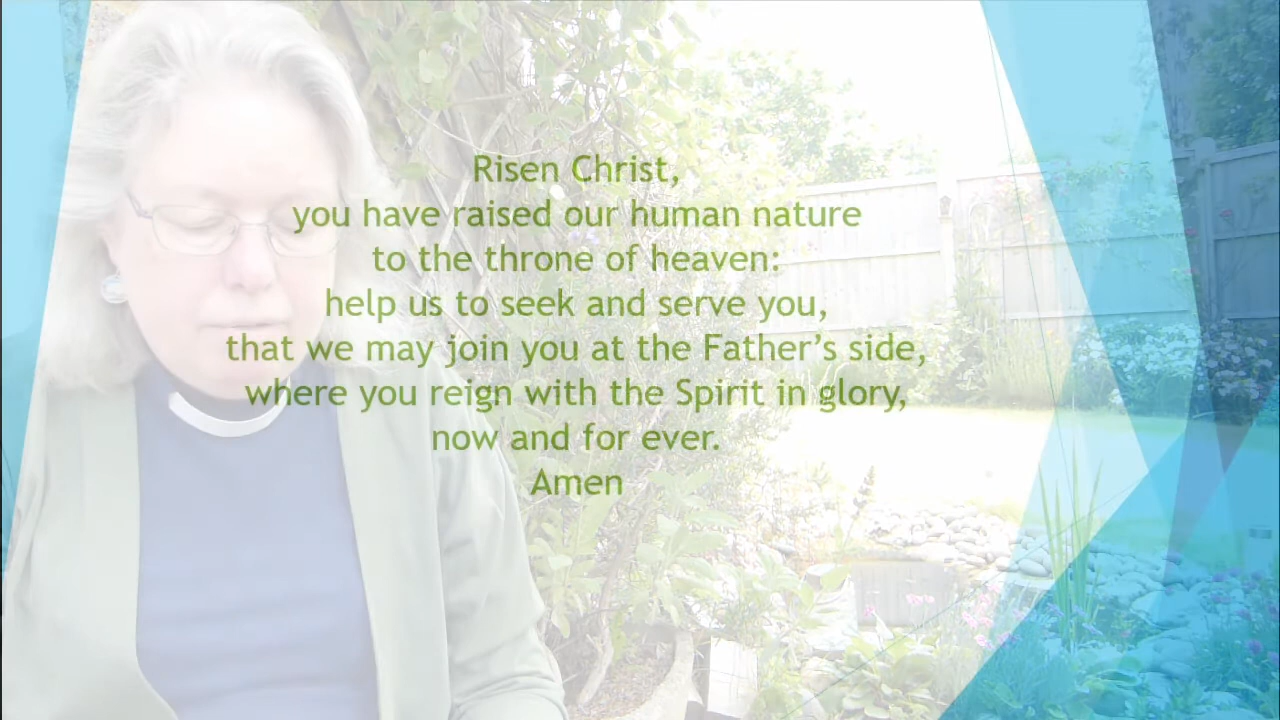 Risen Christ,
you have raised our human nature
to the throne of heaven:
help us to seek and serve you,
that we may join you at the Father’s side,
where you reign with the Spirit in glory,
now and for ever.
Amen